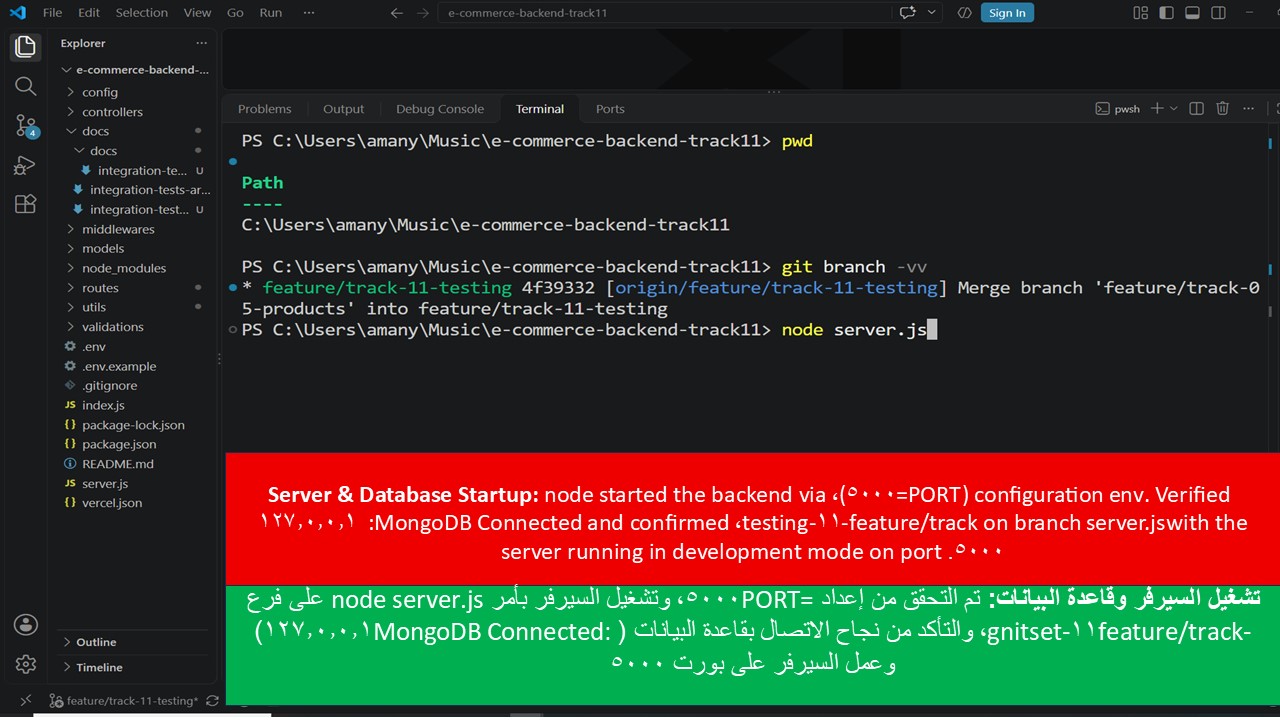 File Edit Selection View Go Run ··· e-commerce-backend-track11 Sign In
Explorer ···
e-commerce-backend-...
config
controllers
docs
docs
integration-te... U
integration-tests-ar...
integration-test... U
middlewares
models
node_modules
routes
utils
validations
.env
.env.example
.gitignore
JS index.js
{ } package-lock.json
{ } package.json
README.md
JS server.js
{ } vercel.json
Outline
Timeline
4
Problems Output Debug Console Terminal Ports pwsh ···
PS C:\Users\amany\Music\e-commerce-backend-track11> pwd
Path
----
C:\Users\amany\Music\e-commerce-backend-track11
PS C:\Users\amany\Music\e-commerce-backend-track11> git branch -vv
* feature/track-11-testing 4f39332 [origin/feature/track-11-testing] Merge branch 'feature/track-0
5-products' into feature/track-11-testing
PS C:\Users\amany\Music\e-commerce-backend-track11> node server.js
Server & Database Startup: node started the backend via ،(٥٠٠٠=PORT) configuration env. Verified
١٢٧,٠,٠,١ :MongoDB Connected and confirmed ،testing-١١-feature/track on branch server.jswith the
server running in development mode on port .٥٠٠٠
تشغيل السيرفر وقاعدة البيانات: تم التحقق من إعداد =PORT٥٠٠٠، وتشغيل السيرفر بأمر node server.js على فرع
gnitset-١١feature/track-، والتأكد من نجاح الاتصال بقاعدة البيانات ( :MongoDB Connected١٢٧,٠,٠,١)
وعمل السيرفر على بورت ٥٠٠٠
feature/track-11-testing*